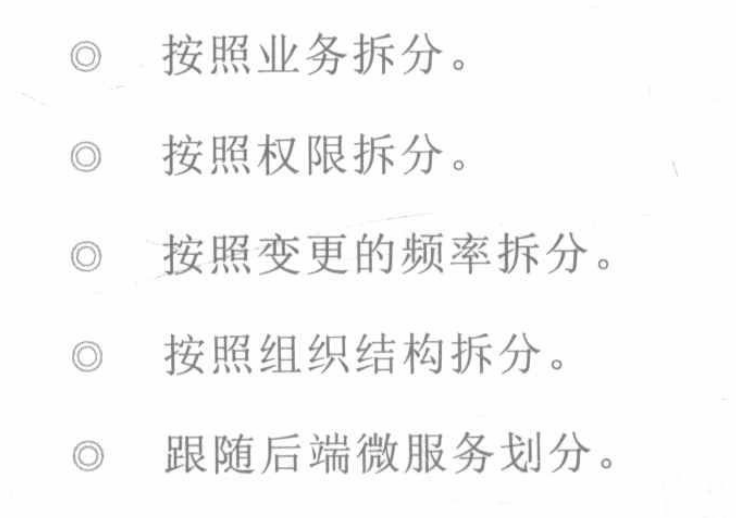 ◎ 按照业务拆分。
◎ 按照权限拆分。
◎ 按照变更的频率拆分。
◎ 按照组织结构拆分。
◎ 跟随后端微服务划分。